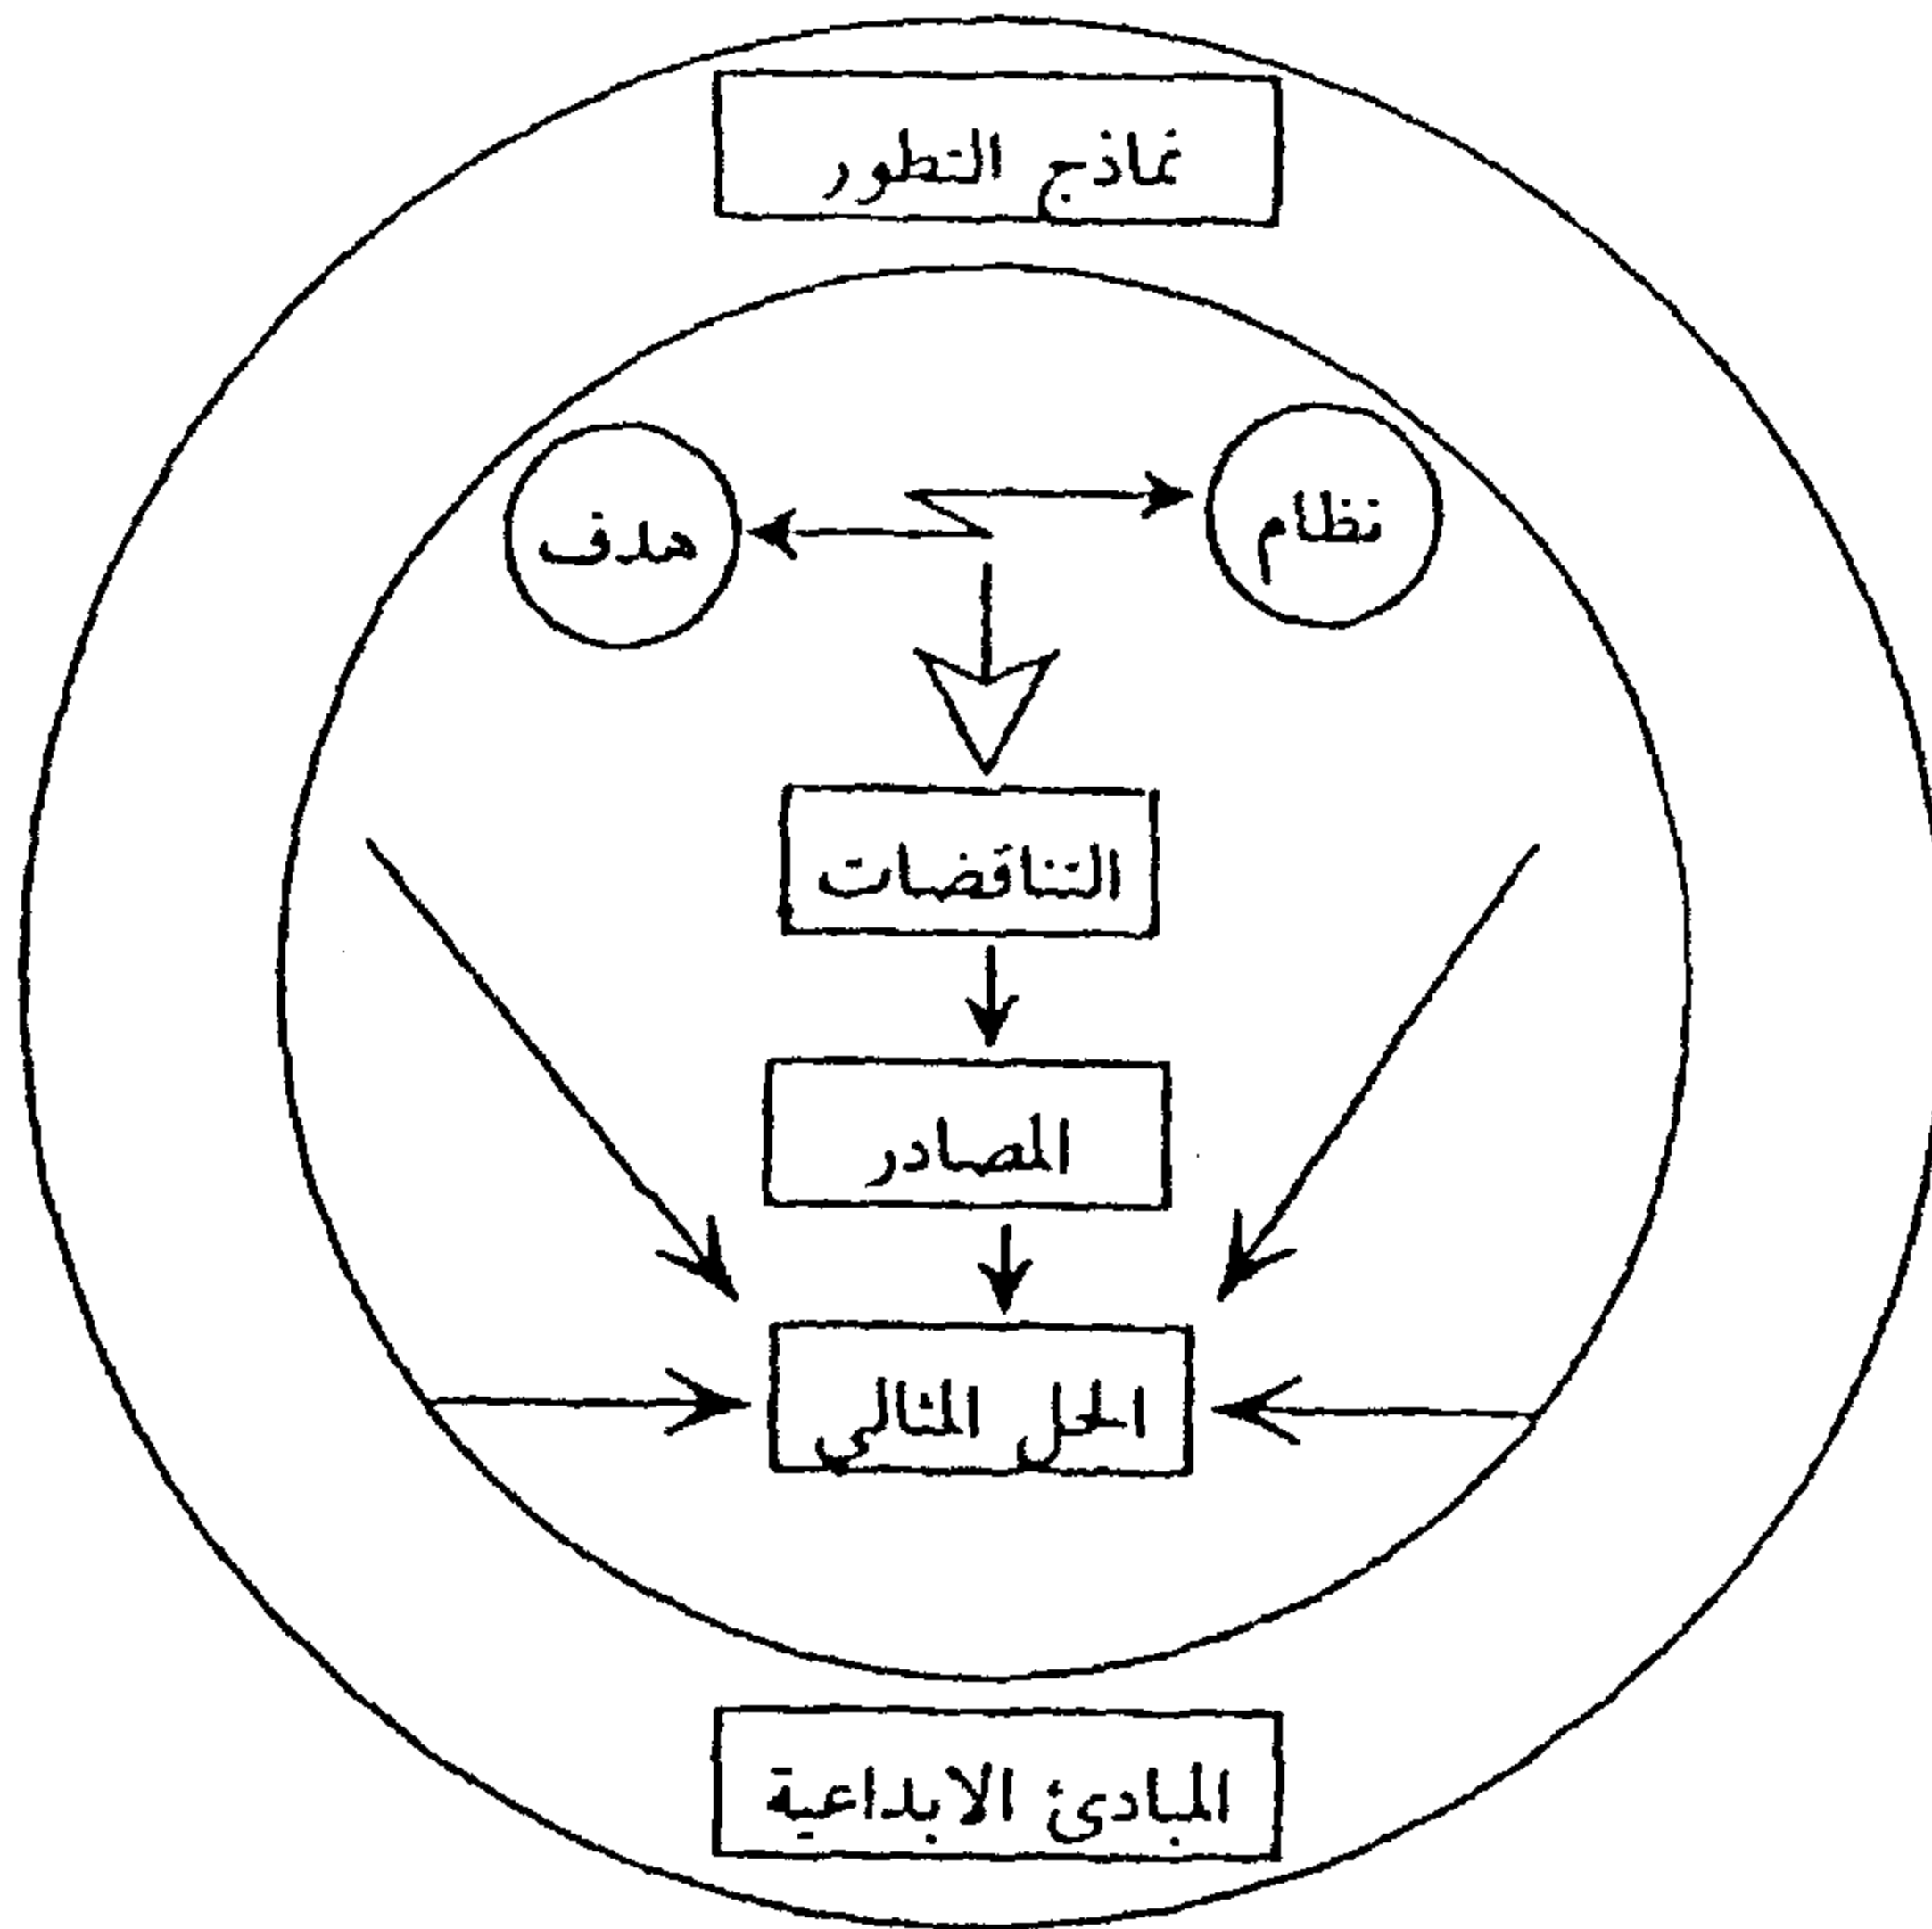 نماذج التطور
نظام
هدف
التناقضات
المصادر
الحل المثالي
المبادئ الابداعية